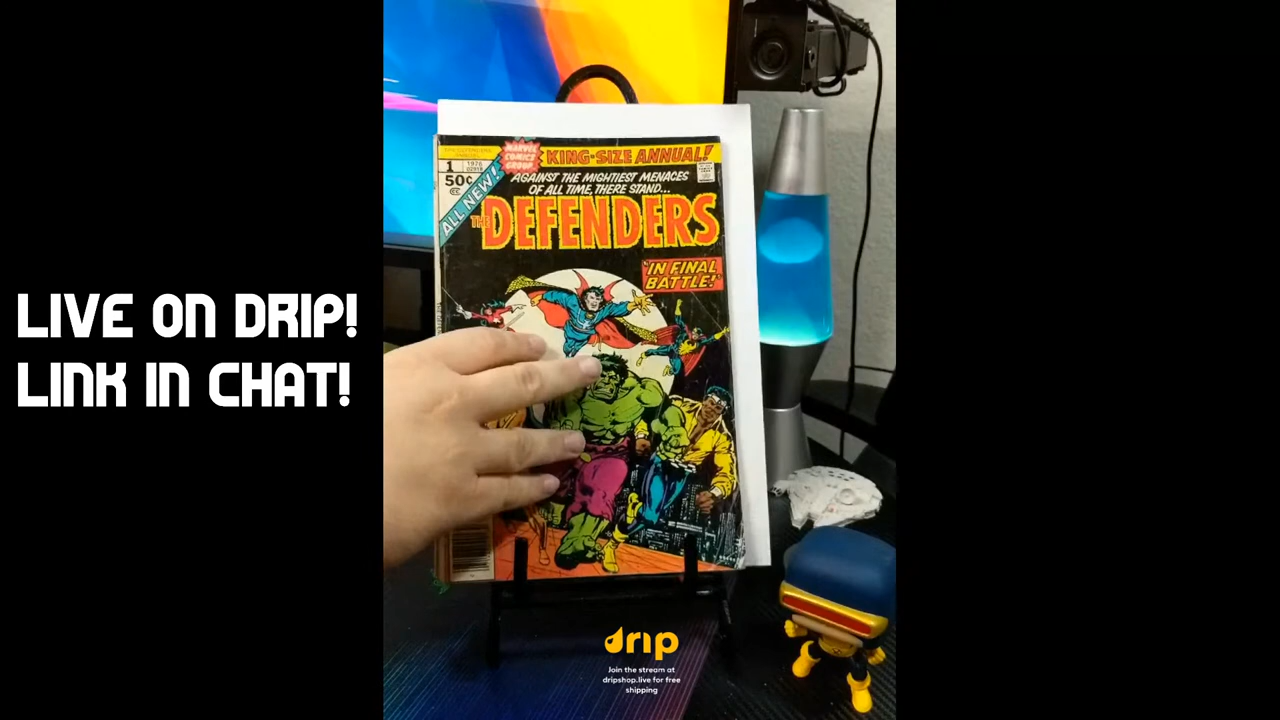 LIVE ON DRIP!
LINK IN CHAT!
MARVEL
COMICS
GROUP
KING-SIZE ANNUAL!
1
1976
50¢
CC
ALL NEW!
AGAINST THE MIGHTIEST MENACES
OF ALL TIME, THERE STAND...
THE
DEFENDERS
"IN FINAL
BATTLE!"
drip
Join the stream at
dripshop.live for free
shipping